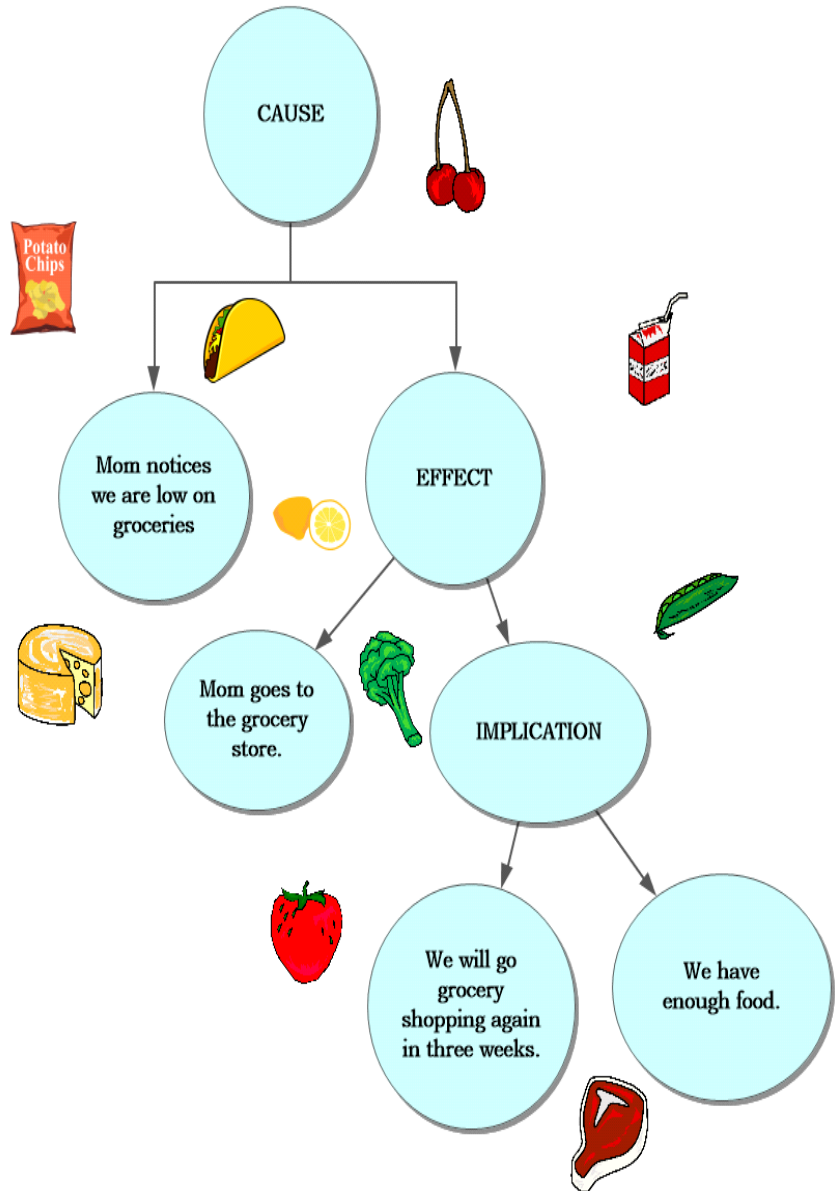 CAUSE
Potato
Chips
Mom notices
we are low on
groceries
EFFECT
Mom goes to
the grocery
store.
IMPLICATION
We will go
grocery
shopping again
in three weeks.
We have
enough food.